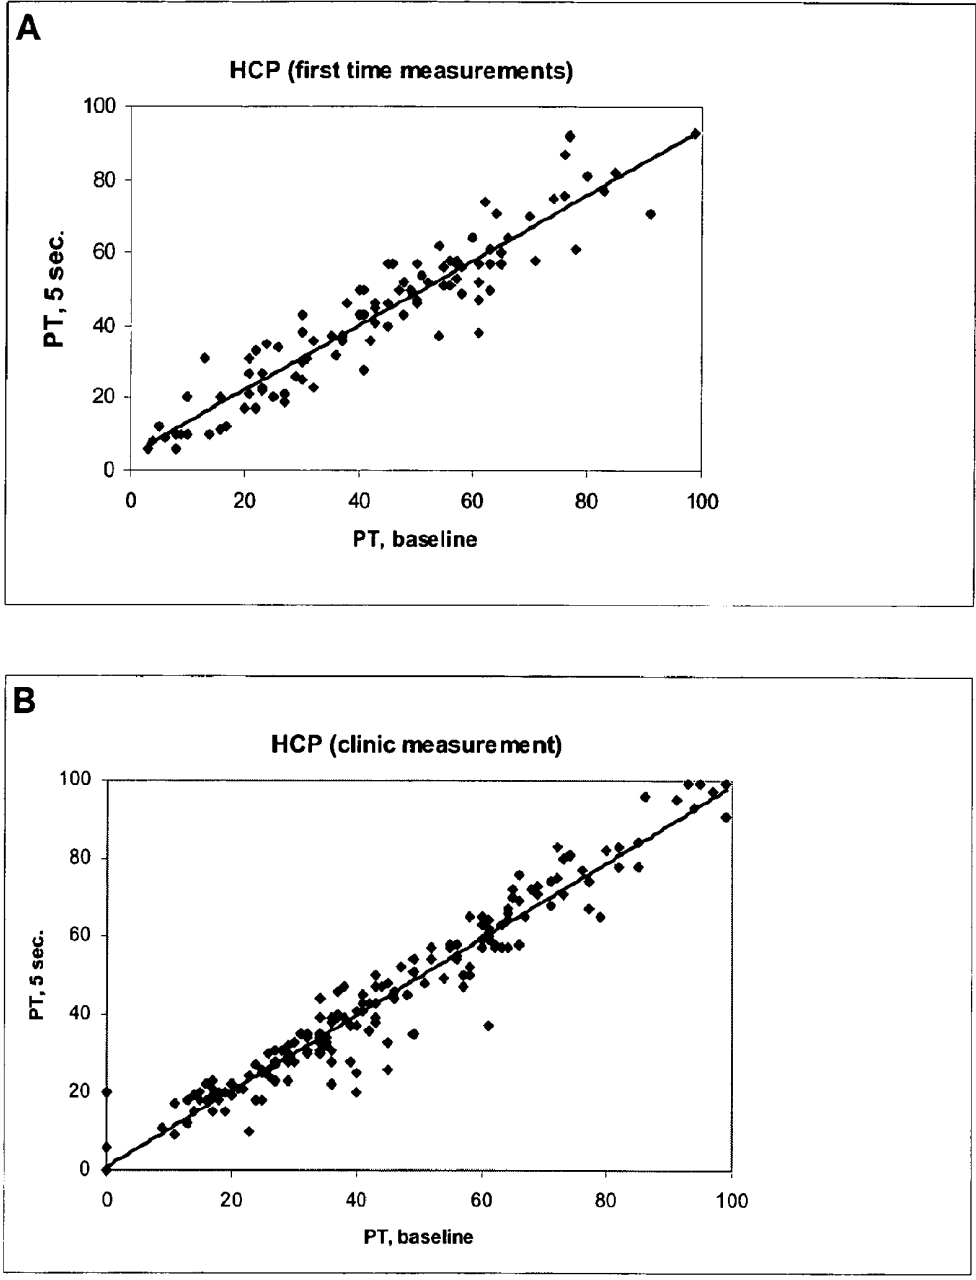 A
HCP (first time measurements)
100
80
60
40
20
0
PT, 5 sec.
0 20 40 60 80 100
PT, baseline
B
HCP (clinic measurement)
100
80
60
40
20
0
PT, 5 sec.
0 20 40 60 80 100
PT, baseline